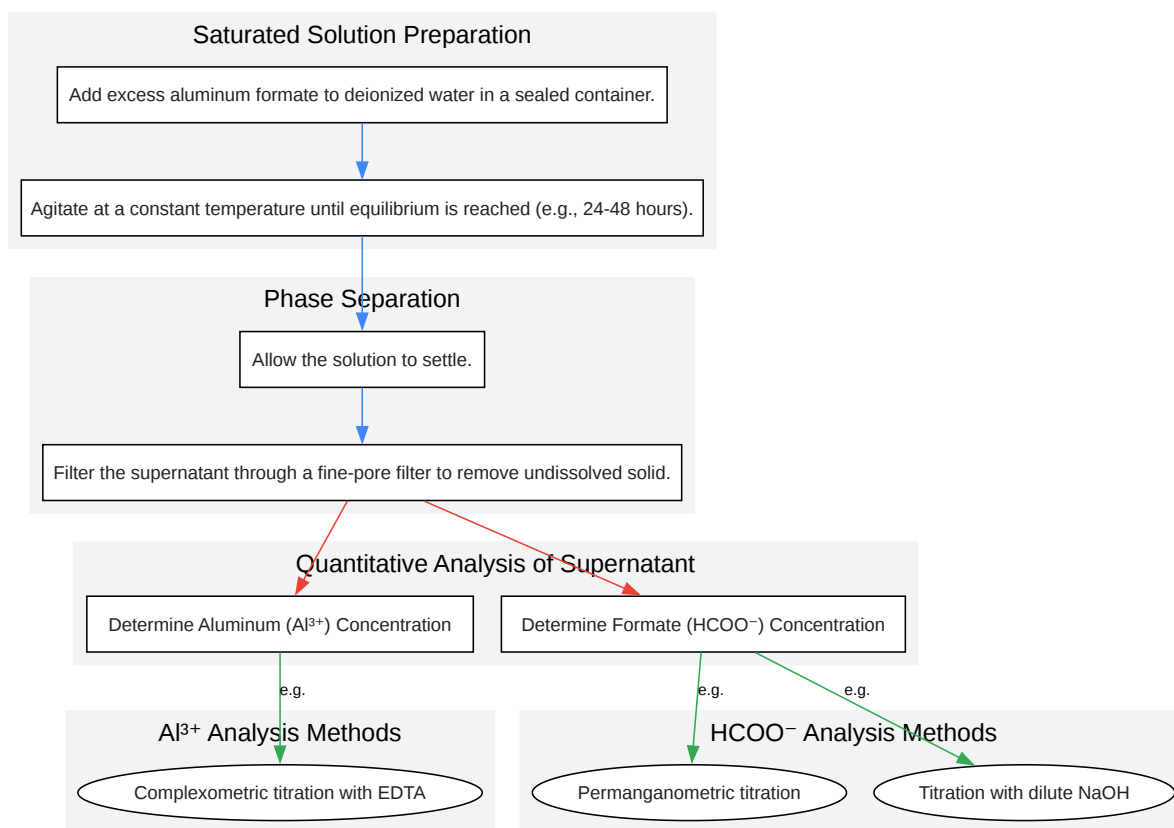 Saturated Solution Preparation
Add excess aluminum formate to deionized water in a sealed container.
Agitate at a constant temperature until equilibrium is reached (e.g., 24-48 hours).
Phase Separation
Allow the solution to settle.
Filter the supernatant through a fine-pore filter to remove undissolved solid.
Quantitative Analysis of Supernatant
Determine Aluminum (Al³⁺) Concentration
Determine Formate (HCOO⁻) Concentration
e.g.
e.g.
e.g.
Al³⁺ Analysis Methods
HCOO⁻ Analysis Methods
Complexometric titration with EDTA
Permanganometric titration
Titration with dilute NaOH